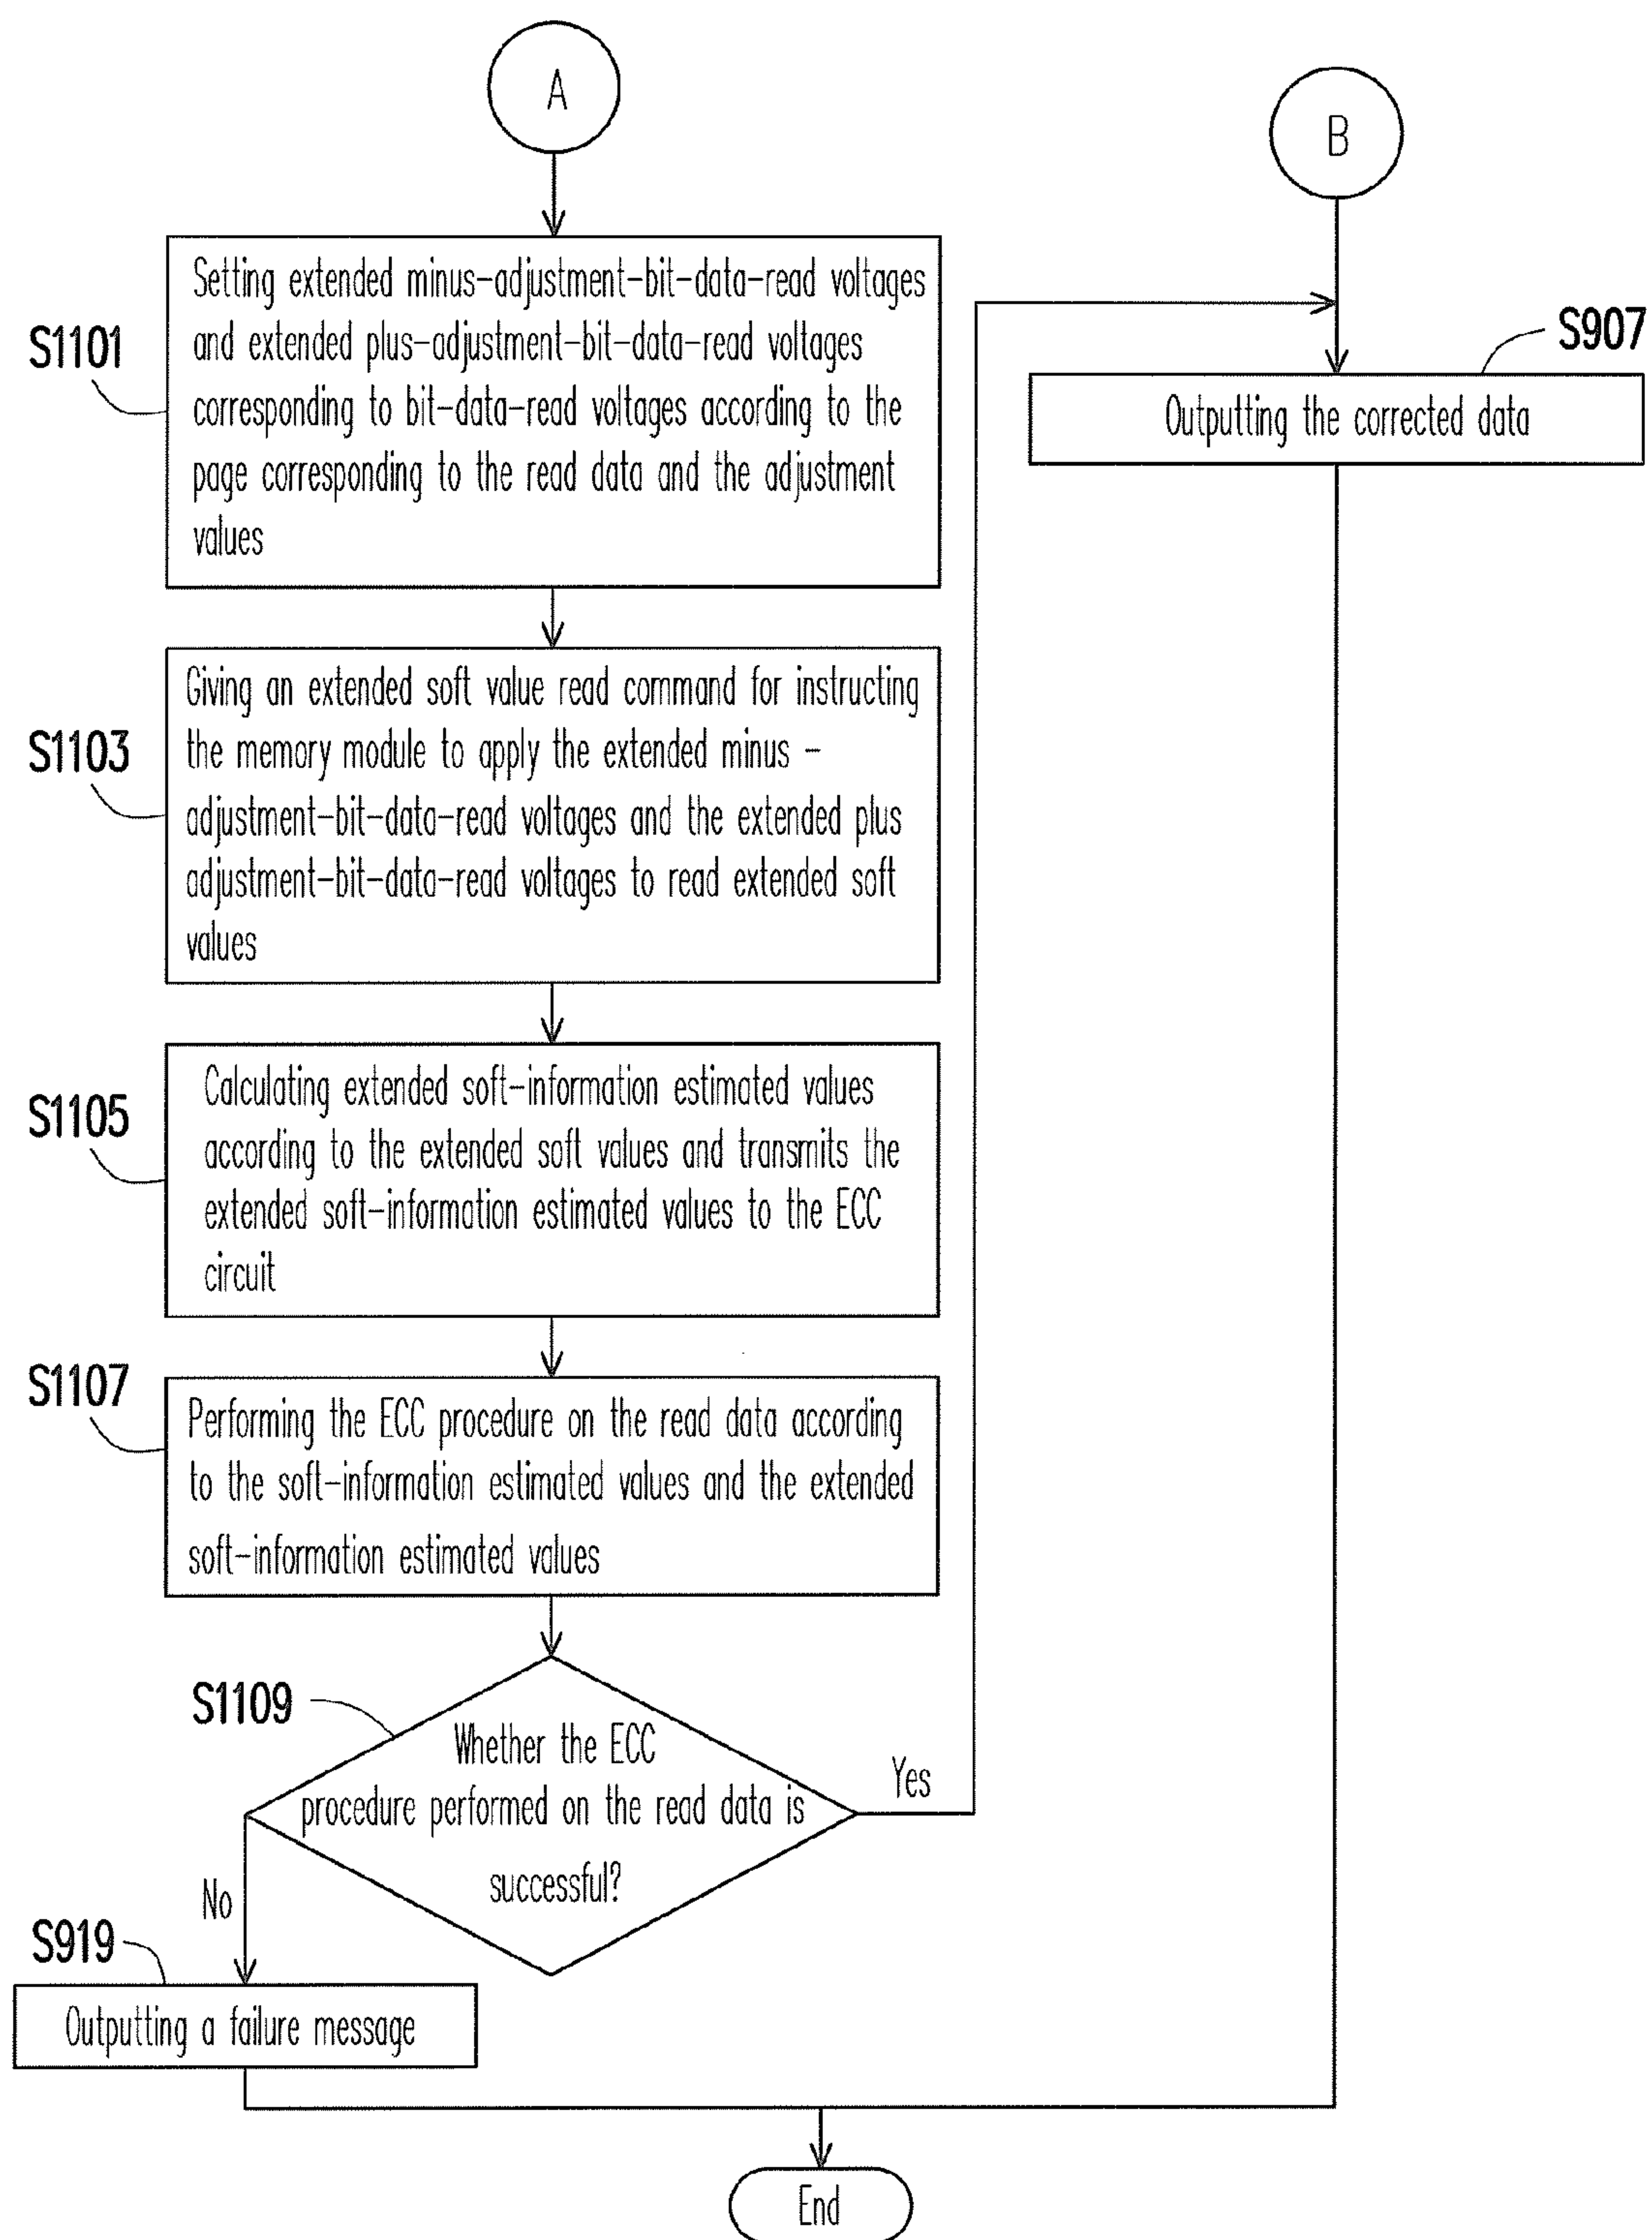 A
B
S1101
Setting extended minus-adjustment-bit-data-read voltages
and extended plus-adjustment-bit-data-read voltages
corresponding to bit-data-read voltages according to the
page corresponding to the read data and the adjustment
values
S907
Outputting the corrected data
S1103
Giving an extended soft value read command for instructing
the memory module to apply the extended minus -
adjustment-bit-data-read voltages and the extended plus
adjustment-bit-data-read voltages to read extended soft
values
S1105
Calculating extended soft-information estimated values
according to the extended soft values and transmits the
extended soft-information estimated values to the ECC
circuit
S1107
Performing the ECC procedure on the read data according
to the soft-information estimated values and the extended
soft-information estimated values
S1109
Whether the ECC
procedure performed on the read data is
successful?
Yes
No
S919
Outputting a failure message
End